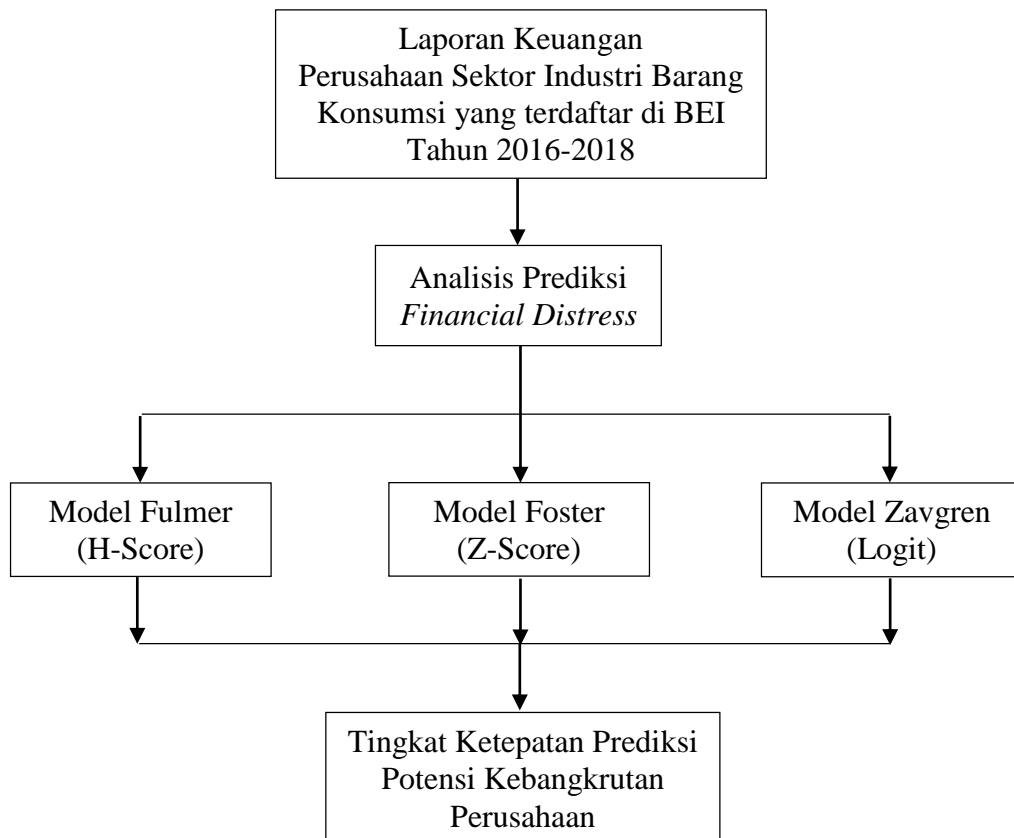 Laporan Keuangan
Perusahaan Sektor Industri Barang
Konsumsi yang terdaftar di BEI
Tahun 2016-2018
Analisis Prediksi
Financial Distress
Model Fulmer
(H-Score)
Model Foster
(Z-Score)
Model Zavgren
(Logit)
Tingkat Ketepatan Prediksi
Potensi Kebangkrutan
Perusahaan